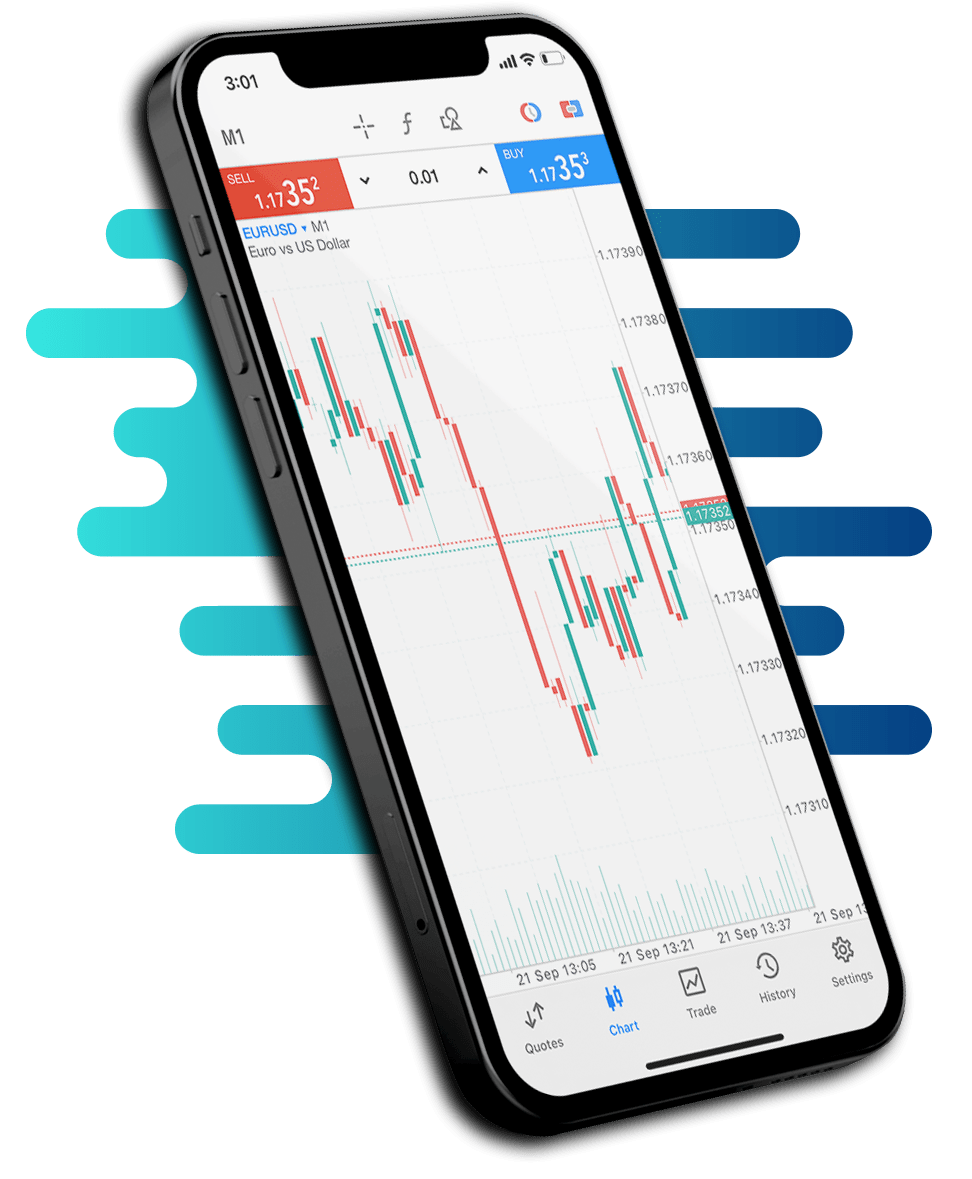 3:01
M1
SELL
1.17352
0.01
BUY
1.17353
EURUSD ▾ M1
Euro vs US Dollar
1.17390
1.17380
1.17370
1.17360
1.17352
1.17350
1.17340
1.17330
1.17320
1.17310
21 Sep 13:05
21 Sep 13:21
21 Sep 13:37
21 Sep 13
Quotes
Chart
Trade
History
Settings